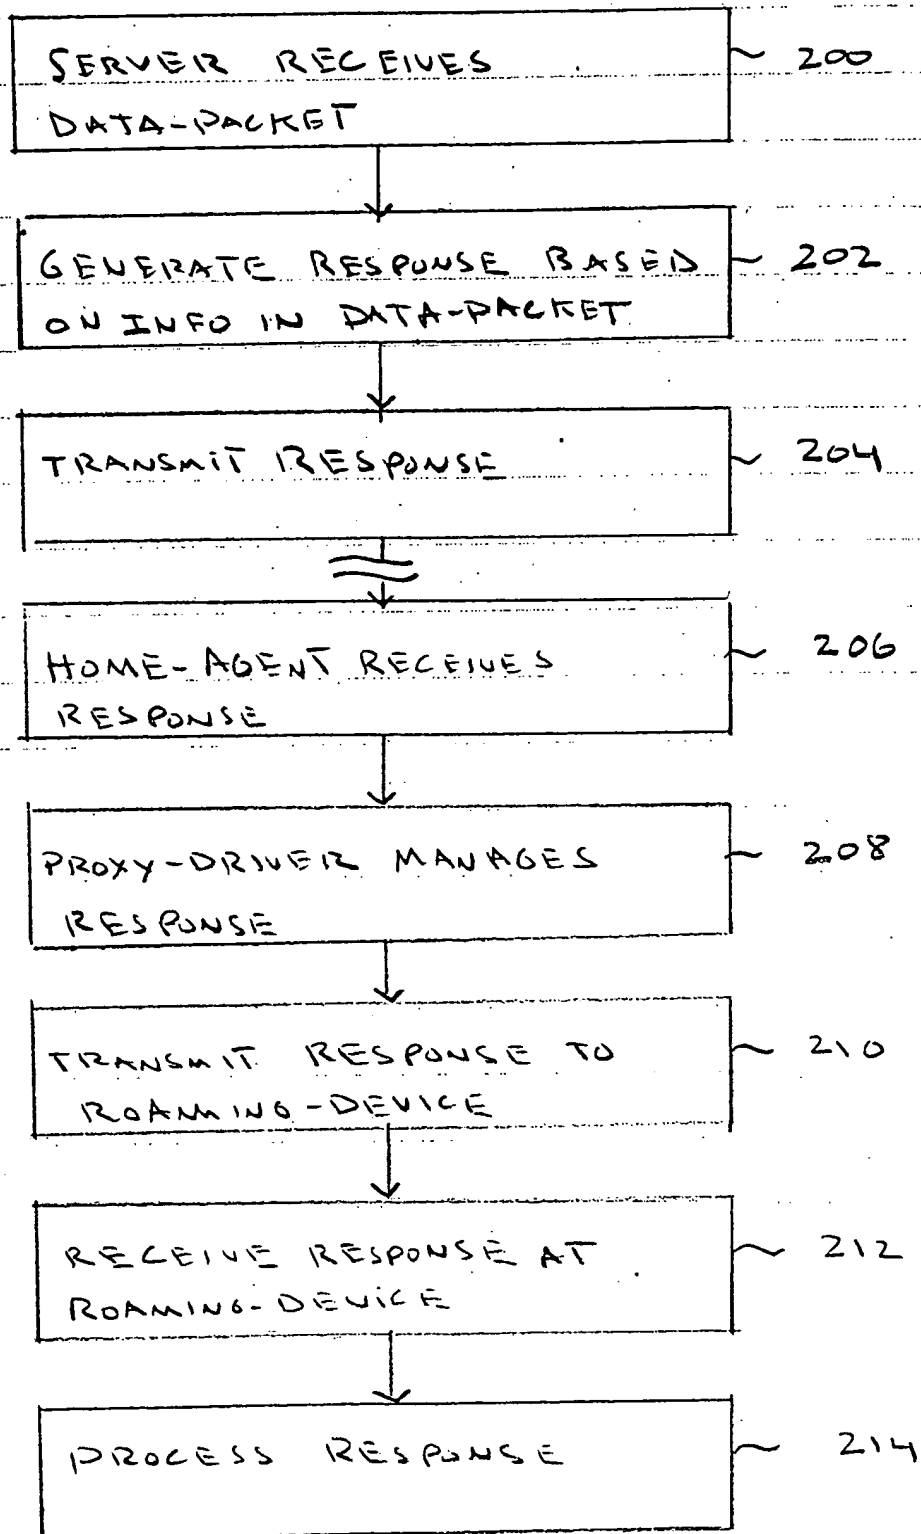 SERVER RECEIVES ~ 200
DATA-PACKET
GENERATE RESPONSE BASED ~ 202
ON INFO IN DATA-PACKET
TRANSMIT RESPONSE ~ 204
HOME-AGENT RECEIVES ~ 206
RESPONSE
PROXY-DRIVER MANAGES ~ 208
RESPONSE
TRANSMIT RESPONSE TO ~ 210
ROAMING-DEVICE
RECEIVE RESPONSE AT ~ 212
ROAMING-DEVICE
PROCESS RESPONSE ~ 214